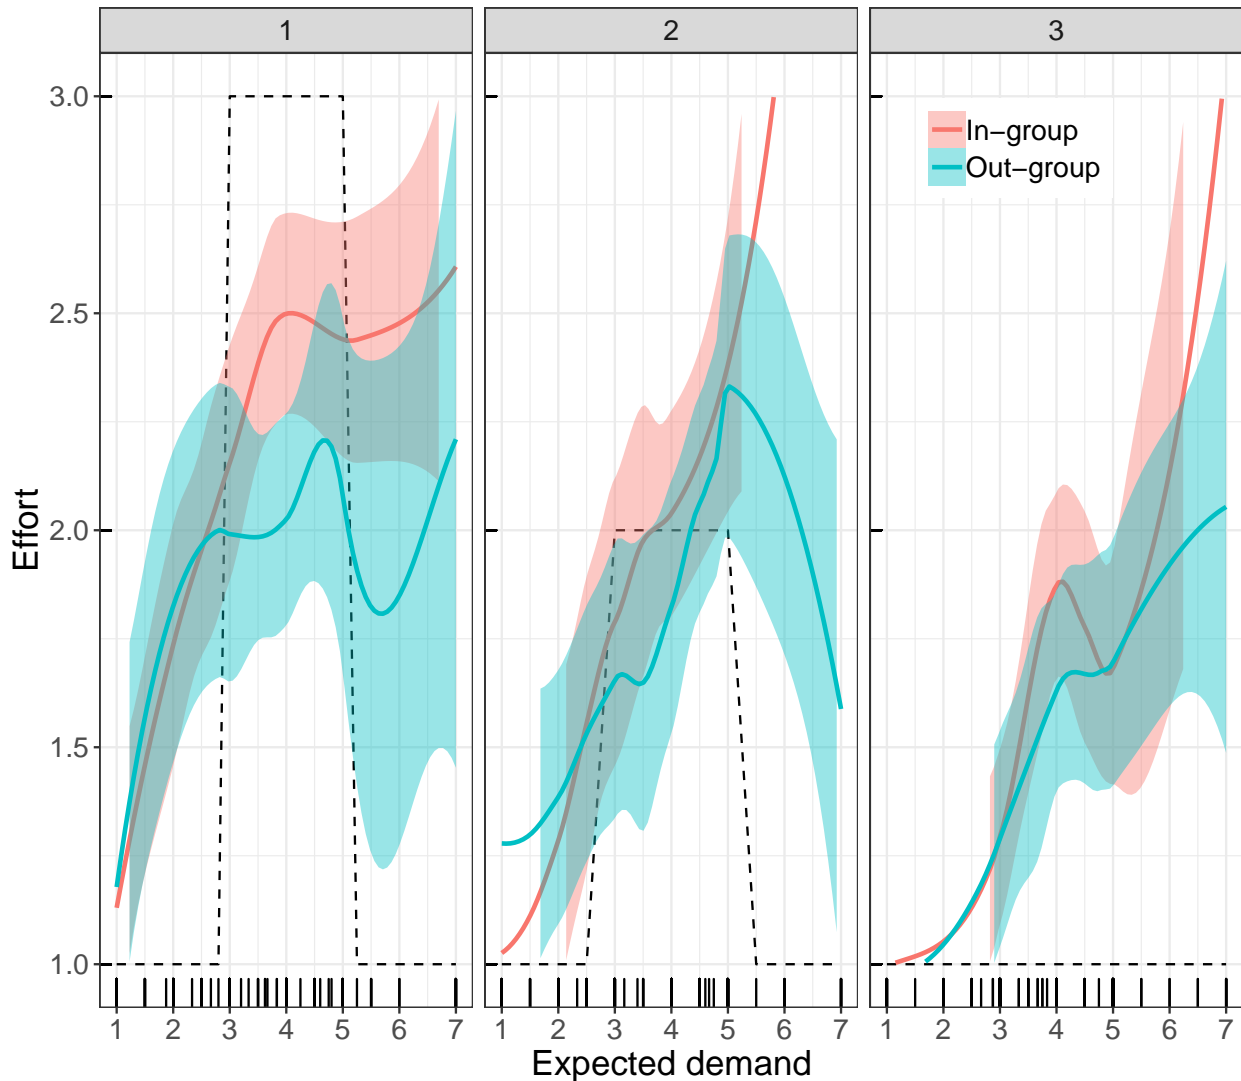 1 2 3
3.0
In−group
Out−group
2.5
2.0
Effort
1.5
1.0
1 2 3 4 5 6 7 1 2 3 4 5 6 7 1 2 3 4 5 6 7
Expected demand